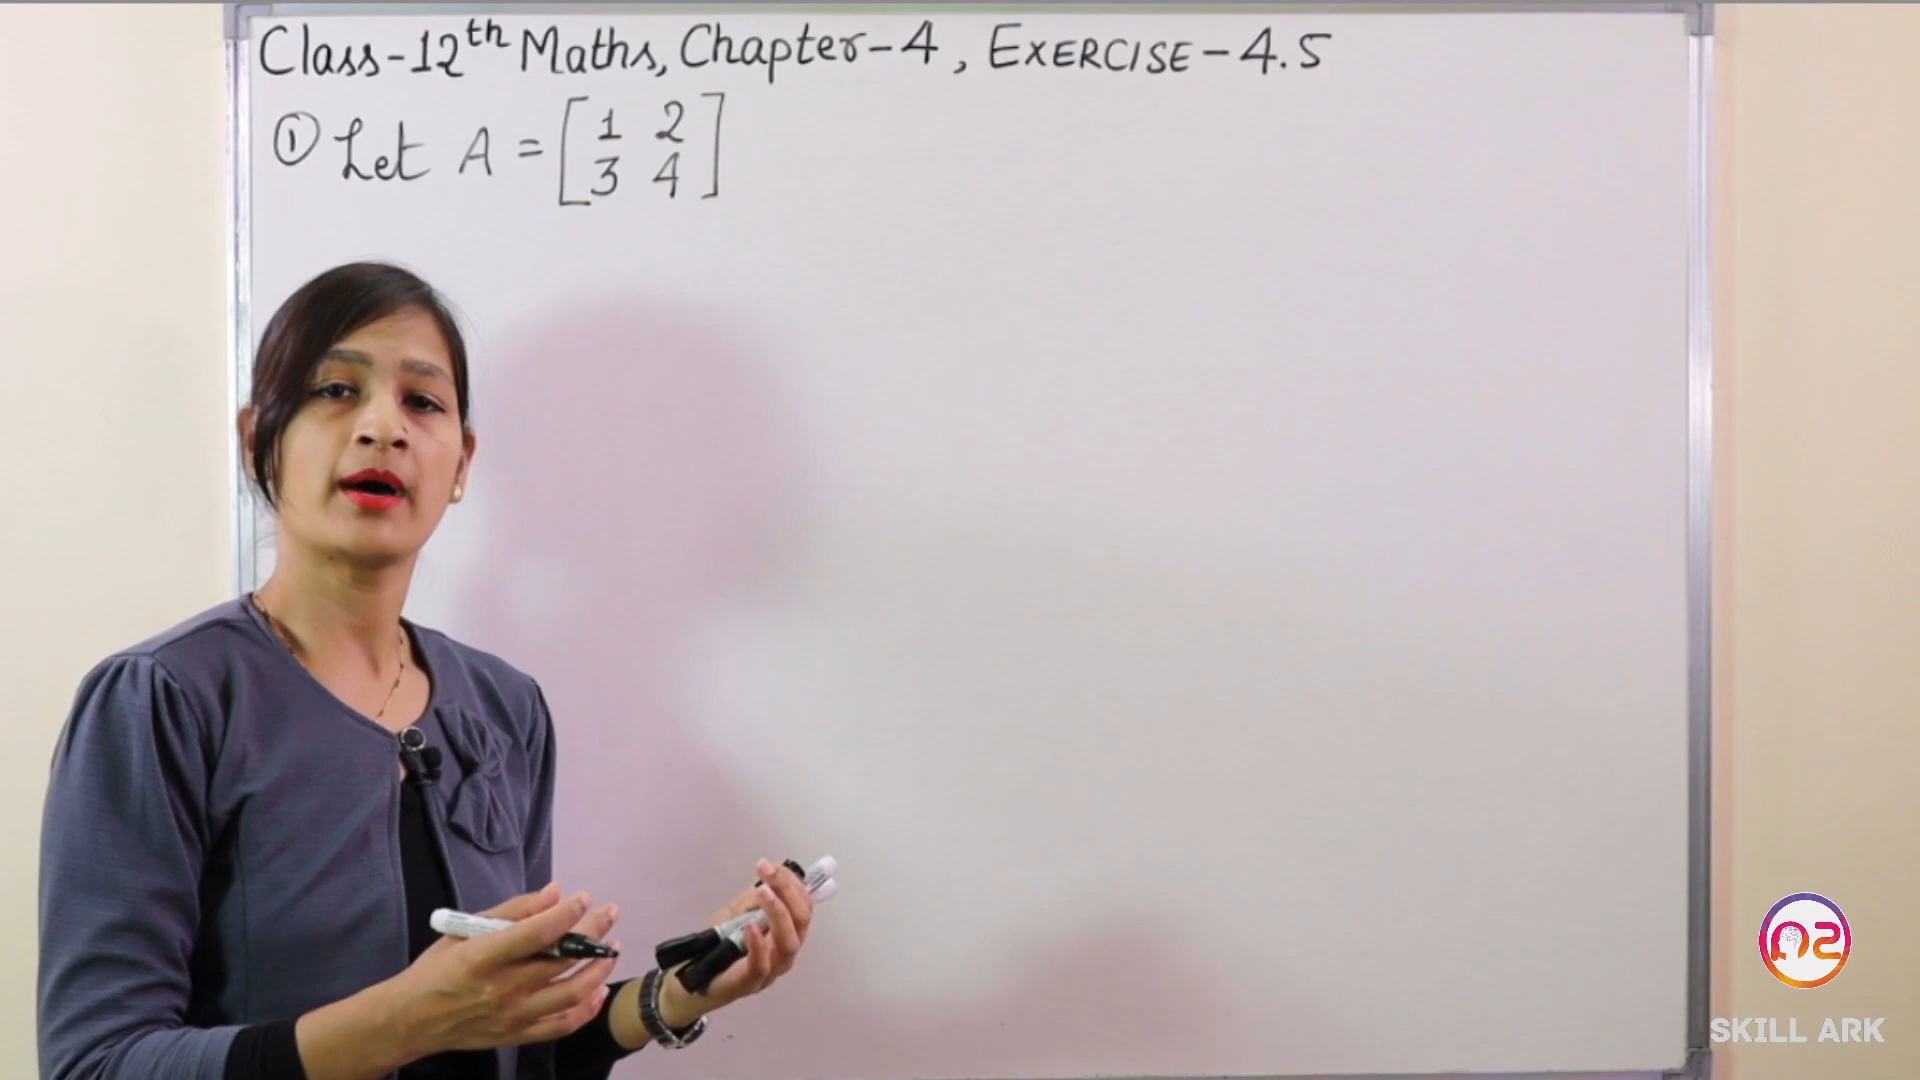 Class-12th Maths, Chapter-4, EXERCISE-4.5
① Let A = [1 2
3 4]
SKILL ARK